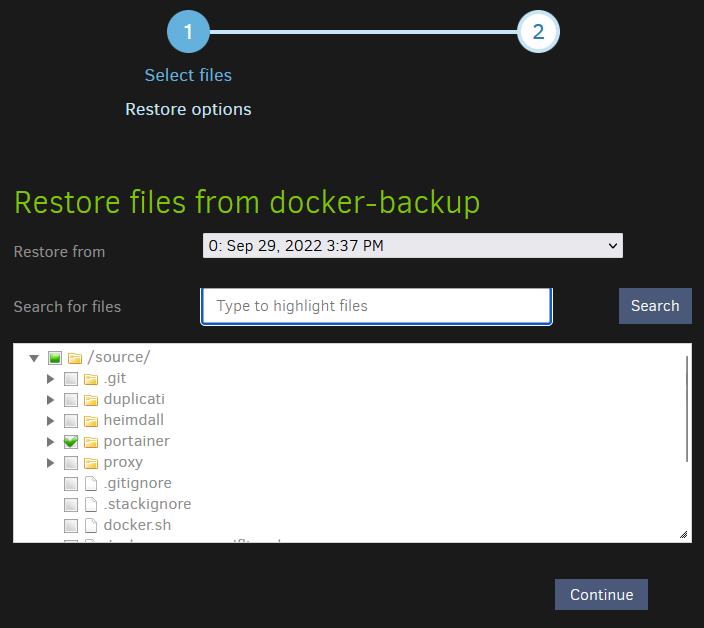 1 2
Select files
Restore options
Restore files from docker-backup
Restore from 0: Sep 29, 2022 3:37 PM
Search for files Type to highlight files Search
/source/
.git
duplicati
heimdall
portainer
proxy
.gitignore
.stackignore
docker.sh
Continue